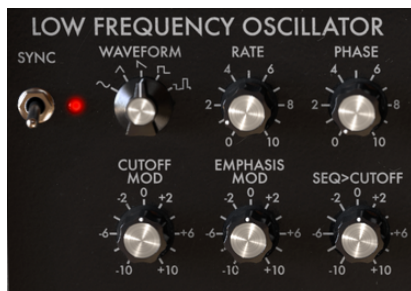 LOW FREQUENCY OSCILLATOR
SYNC
WAVEFORM
RATE
PHASE
4 6
4 6
2 8
2 8
0 10
0 10
CUTOFF
MOD
EMPHASIS
MOD
SEQ>CUTOFF
-2 0 +2
-2 0 +2
-2 0 +2
-6 +6
-6 +6
-6 +6
-10 +10
-10 +10
-10 +10